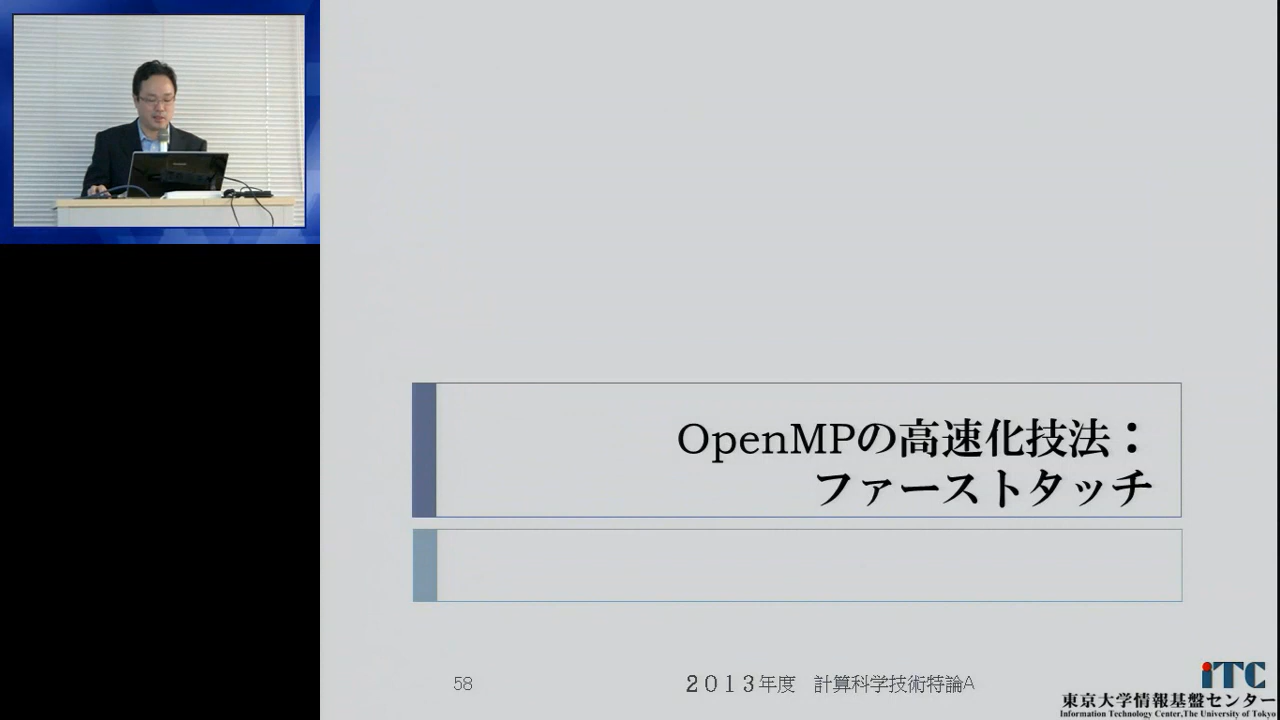 OpenMPの高速化技法：
ファーストタッチ
58
２０１３年度　計算科学技術特論A
iTC
東京大学情報基盤センター
Information Technology Center,The University of Tokyo